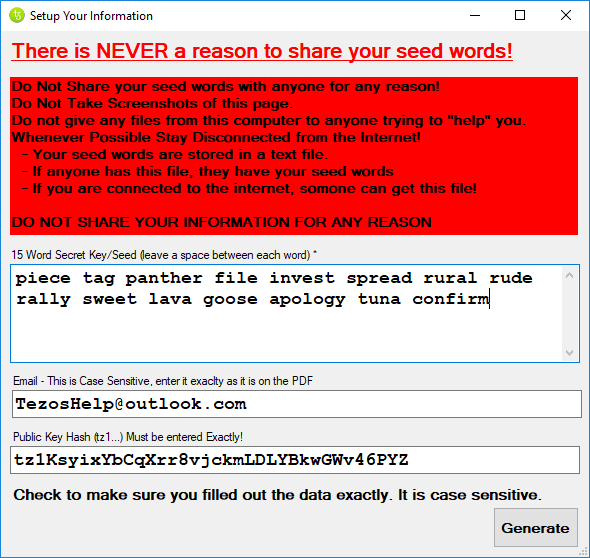 Setup Your Information
There is NEVER a reason to share your seed words!
Do Not Share your seed words with anyone for any reason!
Do Not Take Screenshots of this page.
Do not give any files from this computer to anyone trying to "help" you.
Whenever Possible Stay Disconnected from the Internet!
- Your seed words are stored in a text file.
- If anyone has this file, they have your seed words
- If you are connected to the internet, somone can get this file!
DO NOT SHARE YOUR INFORMATION FOR ANY REASON
15 Word Secret Key/Seed (leave a space between each word) *
piece tag panther file invest spread rural rude
rally sweet lava goose apology tuna confirm
Email - This is Case Sensitive, enter it exaclty as it is on the PDF
TezosHelp@outlook.com
Public Key Hash (tz1...) Must be entered Exactly!
tz1KsyixYbCqXrr8vjckmLDLYBkwGWv46PYZ
Check to make sure you filled out the data exactly. It is case sensitive.
Generate